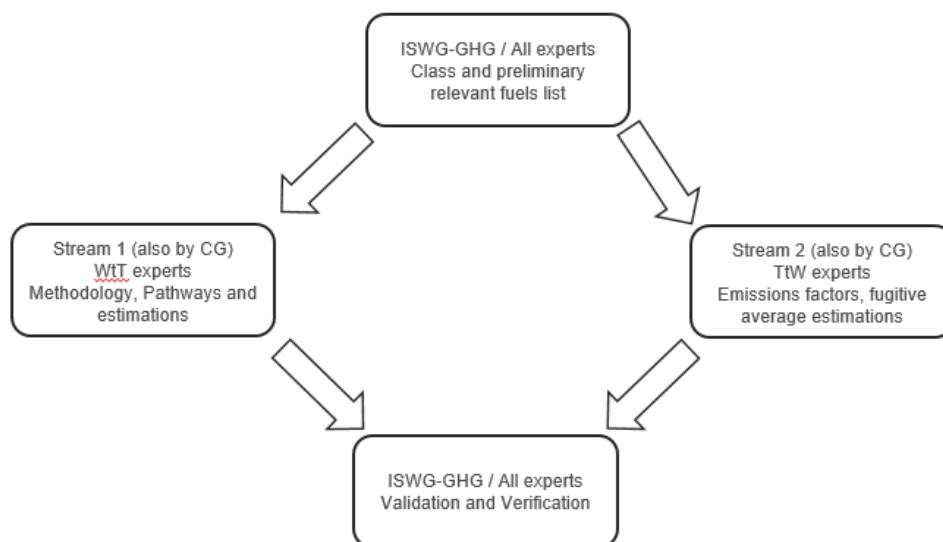 ISWG-GHG / All experts
Class and preliminary
relevant fuels list
Stream 1 (also by CG)
WtT experts
Methodology, Pathways and
estimations
Stream 2 (also by CG)
TtW experts
Emissions factors, fugitive
average estimations
ISWG-GHG / All experts
Validation and Verification